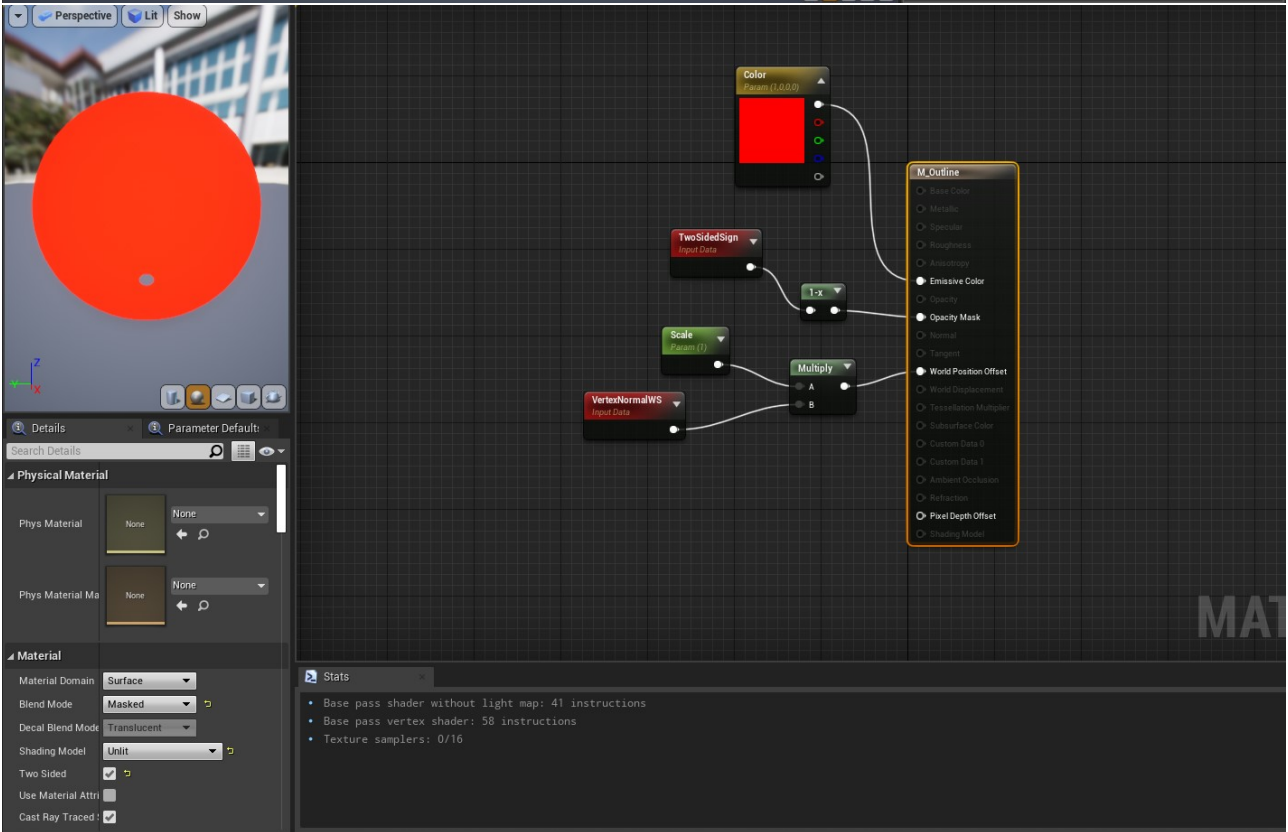 Perspective
Lit
Show
Color
Param (1,0,0,0)
M_Outline
Base Color
Metallic
Specular
Roughness
Anisotropy
Emissive Color
Opacity
Opacity Mask
Normal
Tangent
World Position Offset
World Displacement
Tessellation Multiplier
Subsurface Color
Custom Data 0
Custom Data 1
Ambient Occlusion
Refraction
Pixel Depth Offset
Shading Model
TwoSidedSign
Input Data
1-x
Scale
Param (1)
Multiply
A
B
VertexNormalWS
Input Data
MAT
Z
Y
X
Details
Parameter Defaults
Search Details
Physical Material
Phys Material
None
None
Phys Material Ma
None
None
Material
Material Domain
Surface
Blend Mode
Masked
Decal Blend Mode
Translucent
Shading Model
Unlit
Two Sided
Use Material Attri
Cast Ray Traced
Stats
Base pass shader without light map: 41 instructions
Base pass vertex shader: 58 instructions
Texture samplers: 0/16